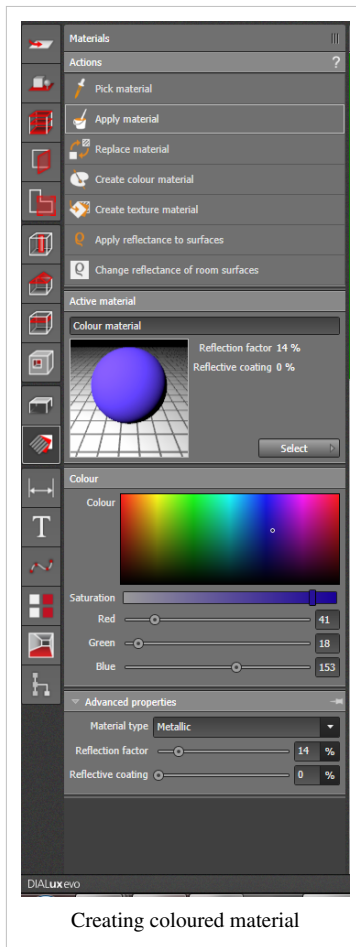 Materials
Actions ?
Pick material
Apply material
Replace material
Create colour material
Create texture material
Apply reflectance to surfaces
Change reflectance of room surfaces
Active material
Colour material
Reflection factor 14 %
Reflective coating 0 %
Select
Colour
Colour
Saturation
Red 41
Green 18
Blue 153
Advanced properties
Material type Metallic
Reflection factor 14 %
Reflective coating 0 %
T
DIALux evo
Creating coloured material